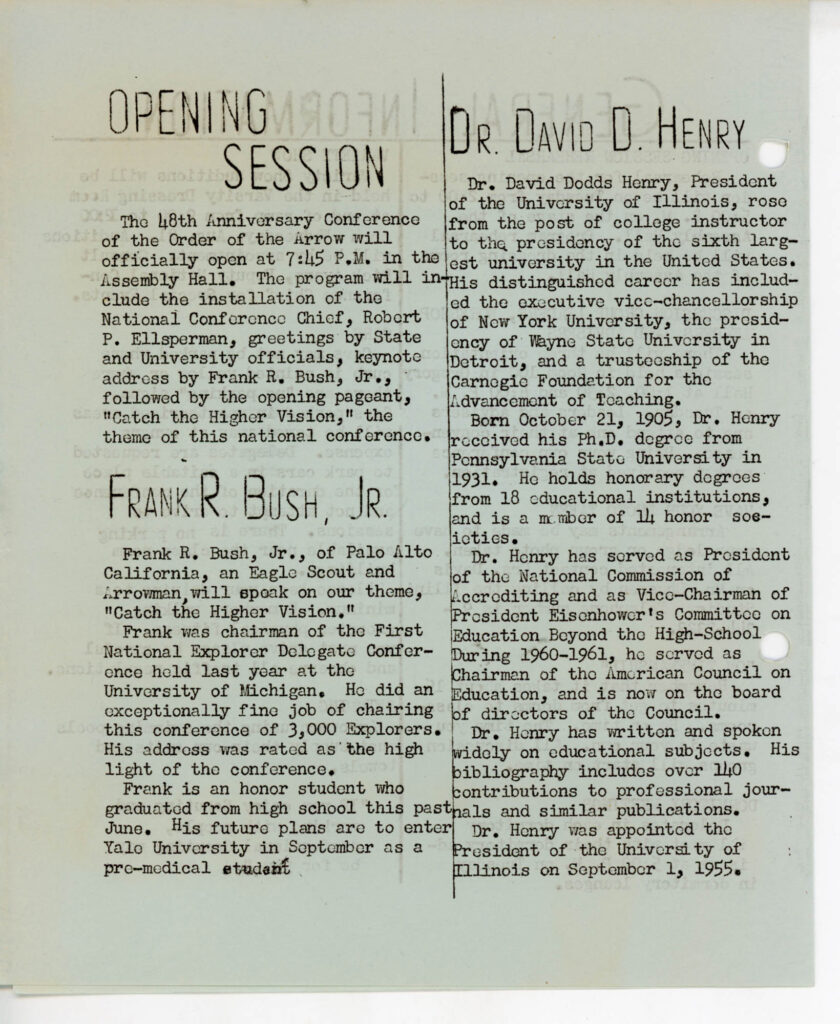 OPENING
SESSION
The 48th Anniversary Conference
of the Order of the Arrow will
officially open at 7:45 P.M. in the
Assembly Hall. The program will in-
clude the installation of the
National Conference Chief, Robert
P. Ellsperman, greetings by State
and University officials, keynote
address by Frank R. Bush, Jr.,
followed by the opening pageant,
"Catch the Higher Vision," the
theme of this national conference.
FRANK R. BUSH, JR.
Frank R. Bush, Jr., of Palo Alto
California, an Eagle Scout and
Arrowman, will speak on our theme,
"Catch the Higher Vision."
Frank was chairman of the First
National Explorer Delegate Confer-
ence held last year at the
University of Michigan. He did an
exceptionally fine job of chairing
this conference of 3,000 Explorers.
His address was rated as the high
light of the conference.
Frank is an honor student who
graduated from high school this past
June. His future plans are to enter
Yale University in September as a
pre-medical student
DR. DAVID D. HENRY
Dr. David Dodds Henry, President
of the University of Illinois, rose
from the post of college instructor
to the presidency of the sixth larg-
est university in the United States.
His distinguished career has includ-
ed the executive vice-chancellorship
of New York University, the presid-
ency of Wayne State University in
Detroit, and a trusteeship of the
Carnegie Foundation for the
Advancement of Teaching.
Born October 21, 1905, Dr. Henry
received his Ph.D. degree from
Pennsylvania State University in
1931. He holds honorary degrees
from 18 educational institutions,
and is a member of 14 honor soc-
ieties.
Dr. Henry has served as President
of the National Commission of
Accrediting and as Vice-Chairman of
President Eisenhower's Committee on
Education Beyond the High-School
During 1960-1961, he served as
Chairman of the American Council on
Education, and is now on the board
of directors of the Council.
Dr. Henry has written and spoken
widely on educational subjects. His
bibliography includes over 140
contributions to professional jour-
nals and similar publications.
Dr. Henry was appointed the
President of the University of
Illinois on September 1, 1955.